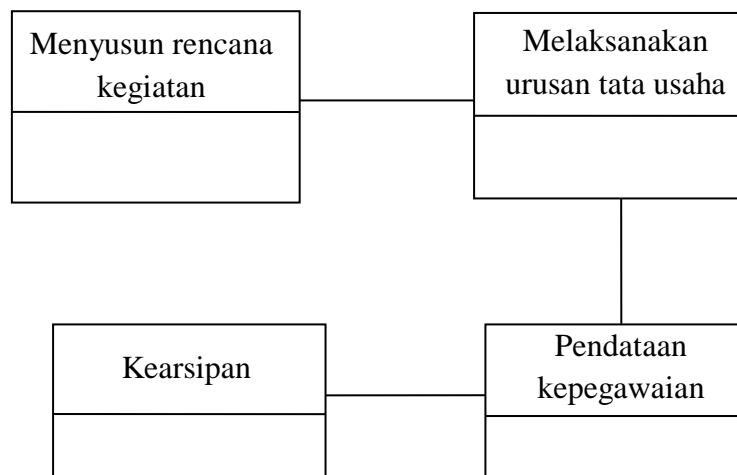 Menyusun rencana
kegiatan
Melaksanakan
urusan tata usaha
Kearsipan
Pendataan
kepegawaian